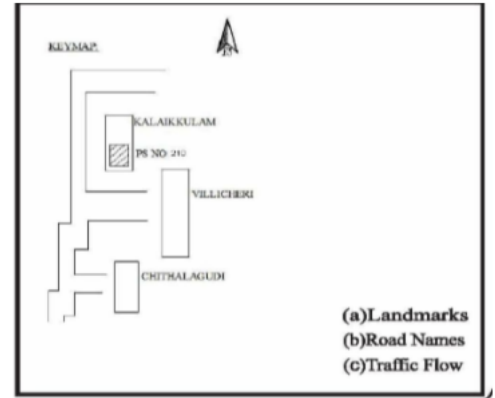 KEYMAP:
KALAIKKULAM
PS NO 210
VILLICHERI
CHITHALAGUDI
(a)Landmarks
(b)Road Names
(c)Traffic Flow